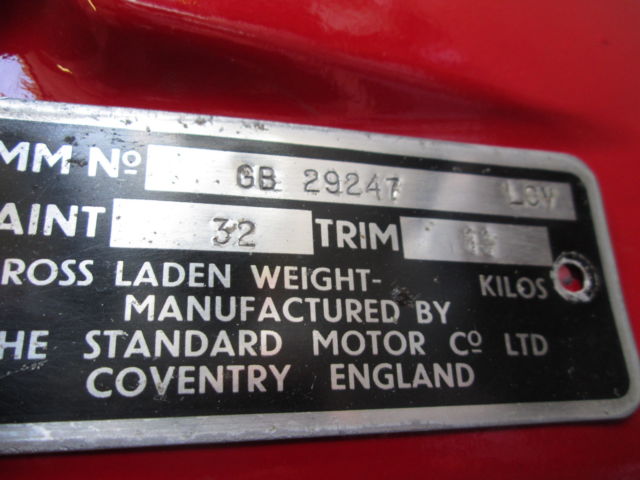 MM Nº GB 29247 LCV
AINT 32 TRIM
ROSS LADEN WEIGHT- KILOS
MANUFACTURED BY
HE STANDARD MOTOR Cº LTD
COVENTRY ENGLAND